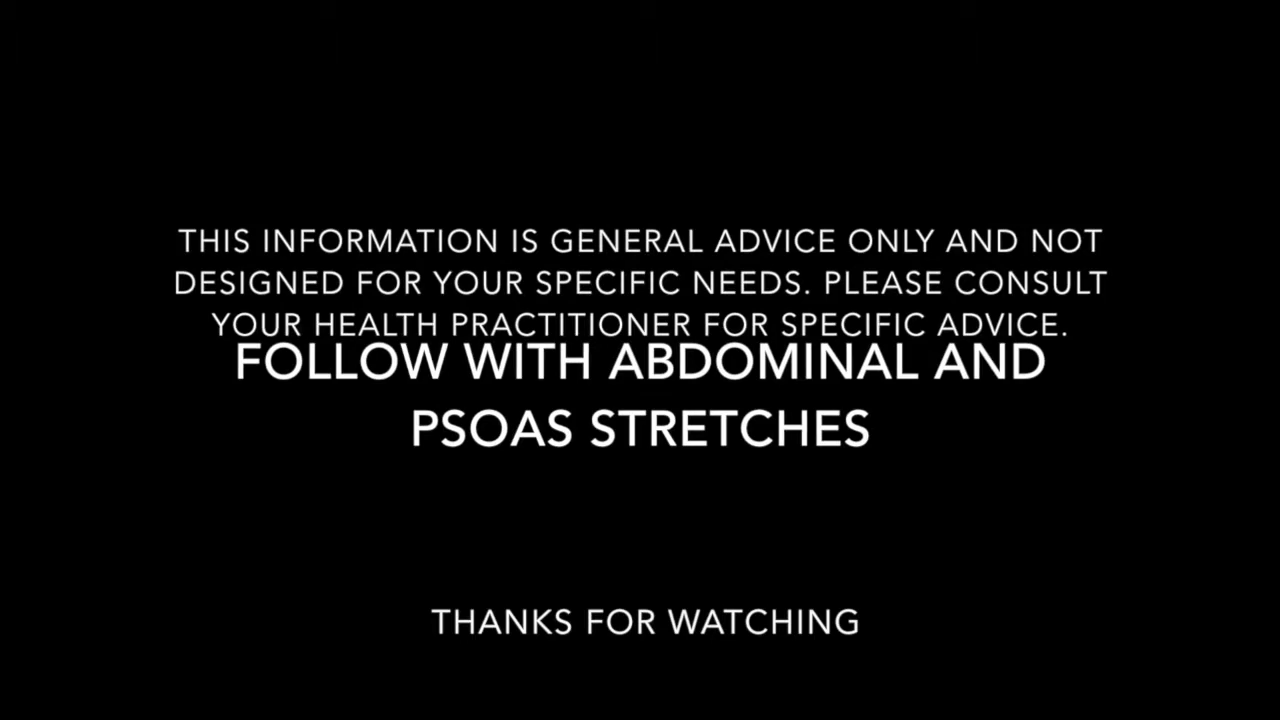 THIS INFORMATION IS GENERAL ADVICE ONLY AND NOT
DESIGNED FOR YOUR SPECIFIC NEEDS. PLEASE CONSULT
YOUR HEALTH PRACTITIONER FOR SPECIFIC ADVICE.
FOLLOW WITH ABDOMINAL AND
PSOAS STRETCHES
THANKS FOR WATCHING